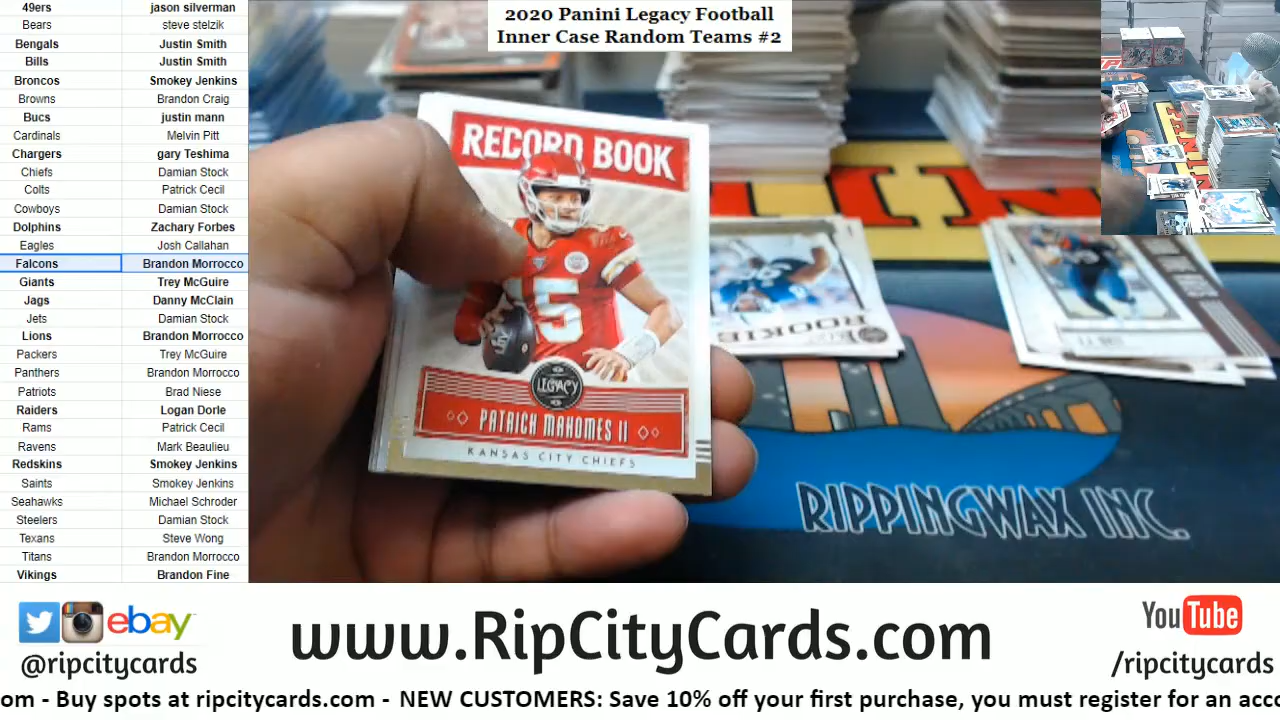 2020 Panini Legacy Football
Inner Case Random Teams #2
49ers jason silverman
Bears steve stelzik
Bengals Justin Smith
Bills Justin Smith
Broncos Smokey Jenkins
Browns Brandon Craig
Bucs justin mann
Cardinals Melvin Pitt
Chargers gary Teshima
Chiefs Damian Stock
Colts Patrick Cecil
Cowboys Damian Stock
Dolphins Zachary Forbes
Eagles Josh Callahan
Falcons Brandon Morrocco
Giants Trey McGuire
Jags Danny McClain
Jets Damian Stock
Lions Brandon Morrocco
Packers Trey McGuire
Panthers Brandon Morrocco
Patriots Brad Niese
Raiders Logan Dorle
Rams Patrick Cecil
Ravens Mark Beaulieu
Redskins Smokey Jenkins
Saints Smokey Jenkins
Seahawks Michael Schroder
Steelers Damian Stock
Texans Steve Wong
Titans Brandon Morrocco
Vikings Brandon Fine
RECORD BOOK
15
LEGACY
PATRICK MAHOMES II
KANSAS CITY CHIEFS
ROOKIE
RIPPINGWAX INC.
ebay
@ripcitycards
www.RipCityCards.com
YouTube
/ripcitycards
om - Buy spots at ripcitycards.com - NEW CUSTOMERS: Save 10% off your first purchase, you must register for an acco